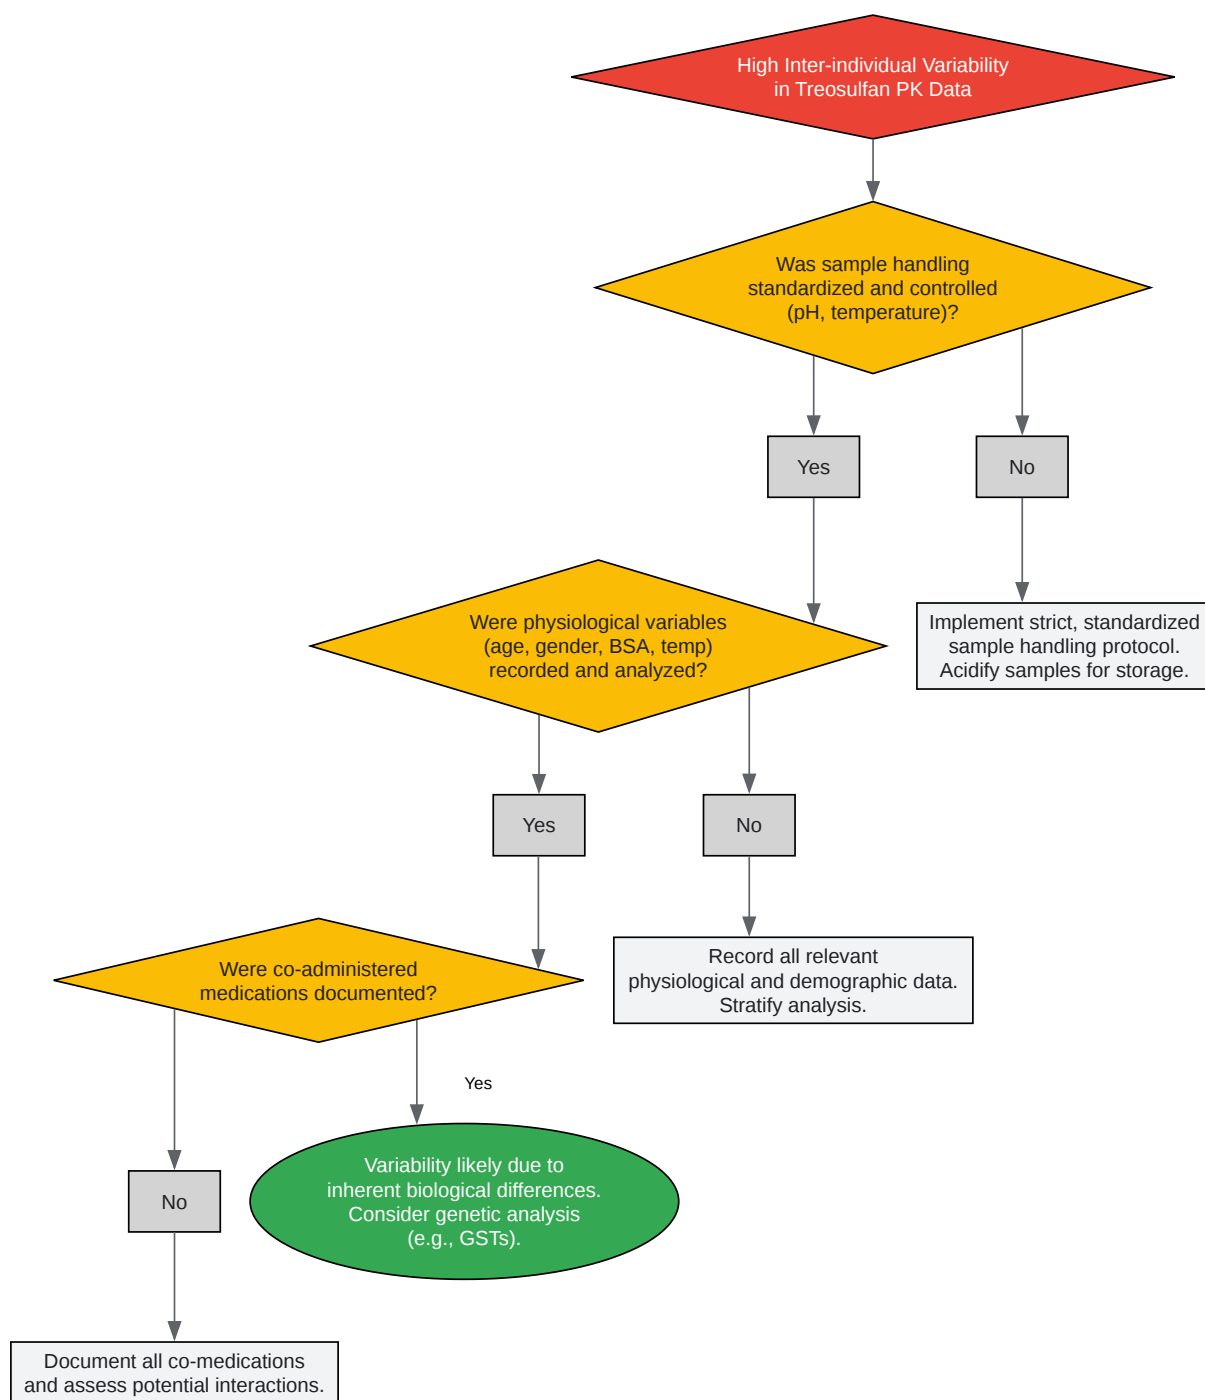 High Inter-individual Variability
in Treosulfan PK Data
Was sample handling
standardized and controlled
(pH, temperature)?
Yes
No
Were physiological variables
(age, gender, BSA, temp)
recorded and analyzed?
Implement strict, standardized
sample handling protocol.
Acidify samples for storage.
Yes
No
Were co-administered
medications documented?
Record all relevant
physiological and demographic data.
Stratify analysis.
Yes
No
Variability likely due to
inherent biological differences.
Consider genetic analysis
(e.g., GSTs).
Document all co-medications
and assess potential interactions.